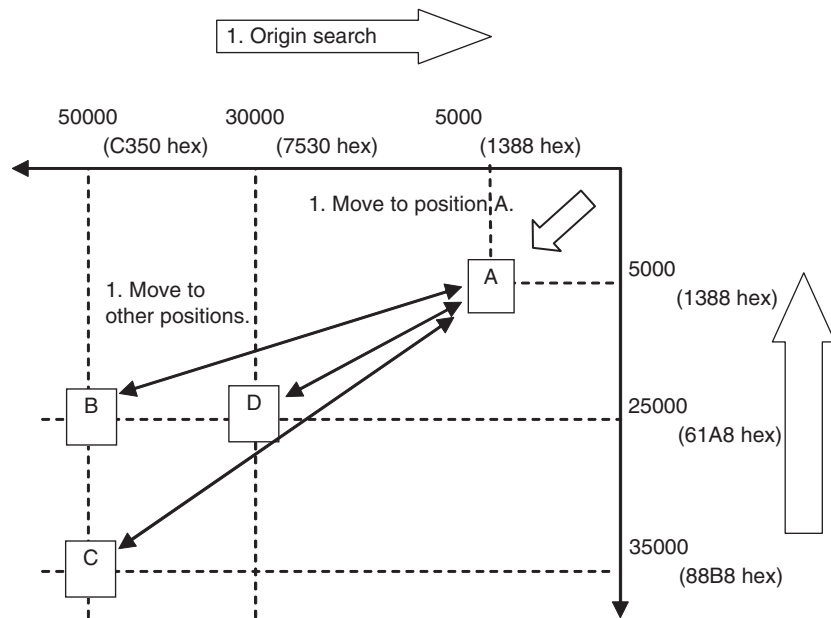 1. Origin search
50000 30000 5000
(C350 hex) (7530 hex) (1388 hex)
1. Move to position A.
A
5000
(1388 hex)
1. Move to
other positions.
B
D
25000
(61A8 hex)
C
35000
(88B8 hex)